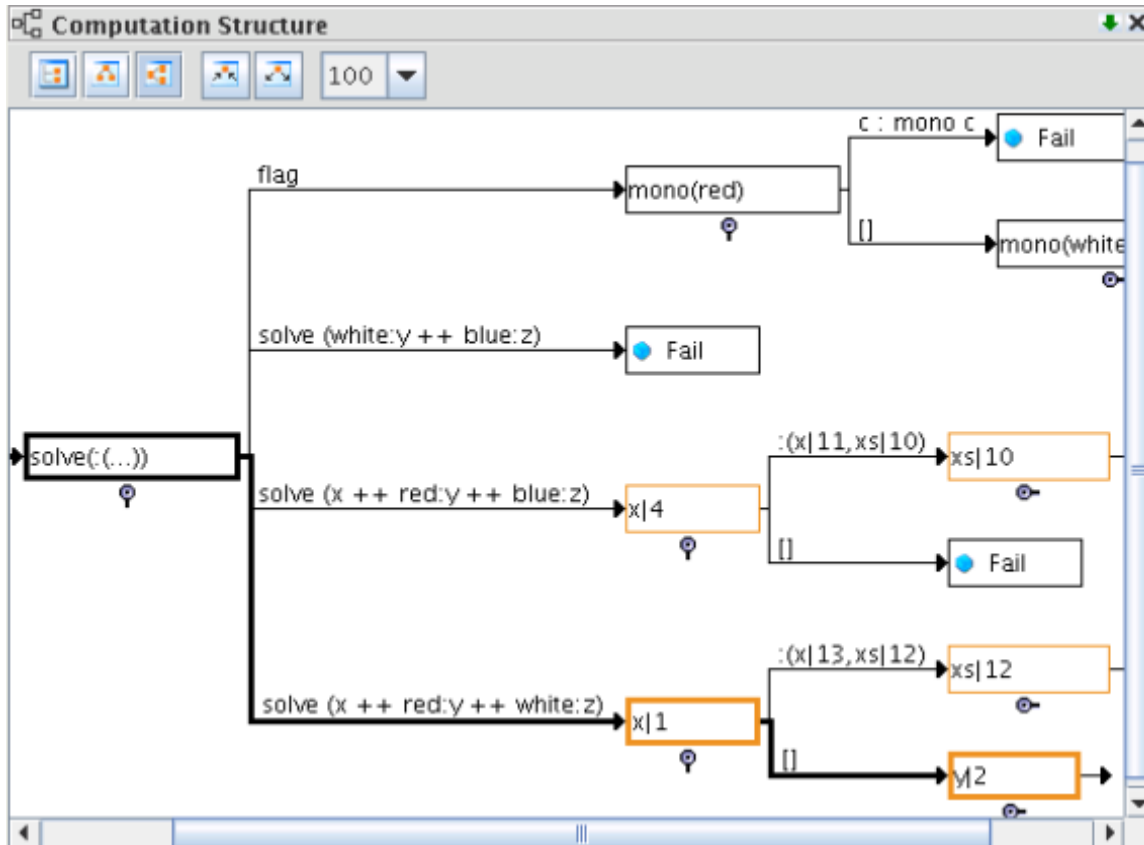 Computation Structure
100
c : mono c
Fail
flag
mono(red)
[]
mono(white
solve (white:y ++ blue:z)
Fail
:(x|11,xs|10)
solve(:(...))
xs|10
solve (x ++ red:y ++ blue:z)
x|4
[]
Fail
:(x|13,xs|12)
xs|12
solve (x ++ red:y ++ white:z)
x|1
[]
y|2